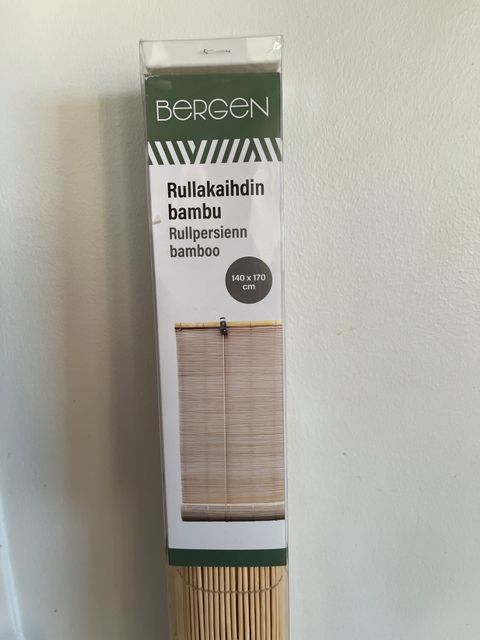 BERGEN
Rullakaihdin
bambu
Rullpersienn
bamboo
140 x 170
cm